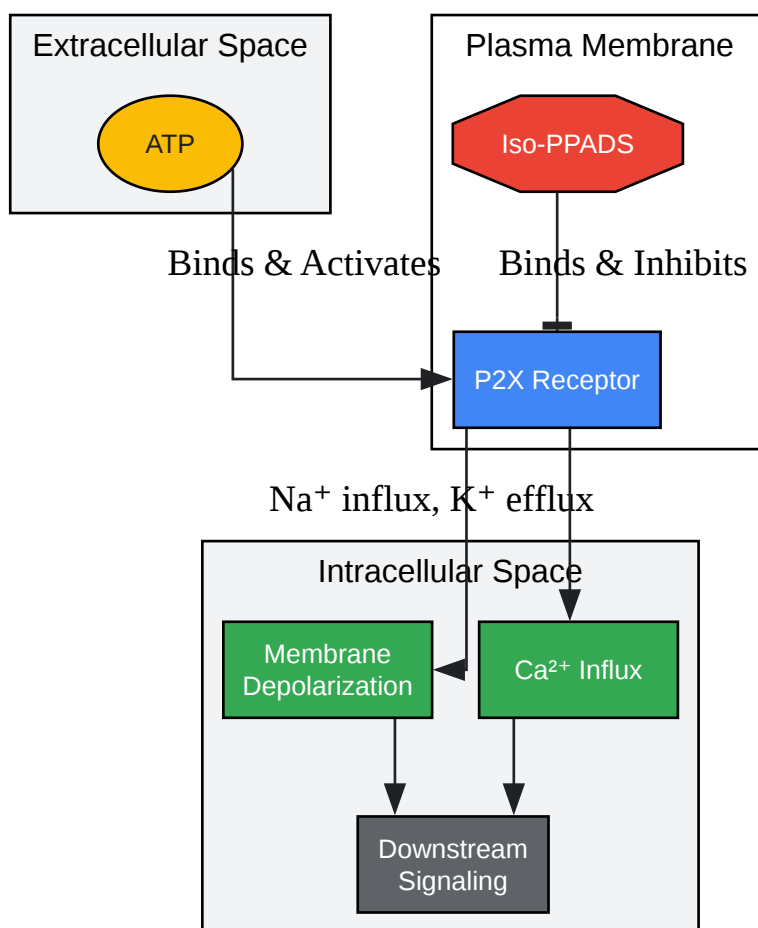 Extracellular Space
Plasma Membrane
ATP
Iso-PPADS
Binds & Activates
Binds & Inhibits
P2X Receptor
Na⁺ influx, K⁺ efflux
Intracellular Space
Membrane
Depolarization
Ca²⁺ Influx
Downstream
Signaling